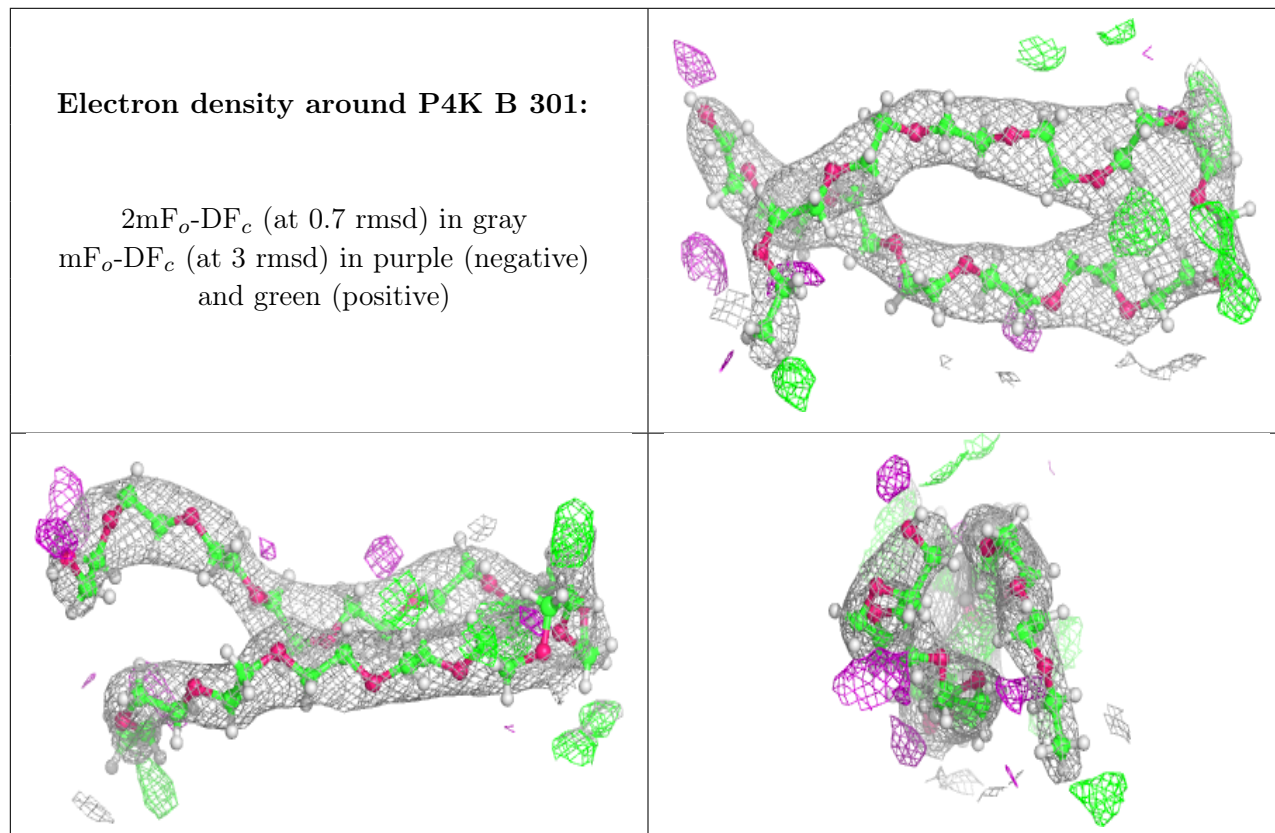 Electron density around P4K B 301:
2mFo-DFc (at 0.7 rmsd) in gray
mFo-DFc (at 3 rmsd) in purple (negative)
and green (positive)